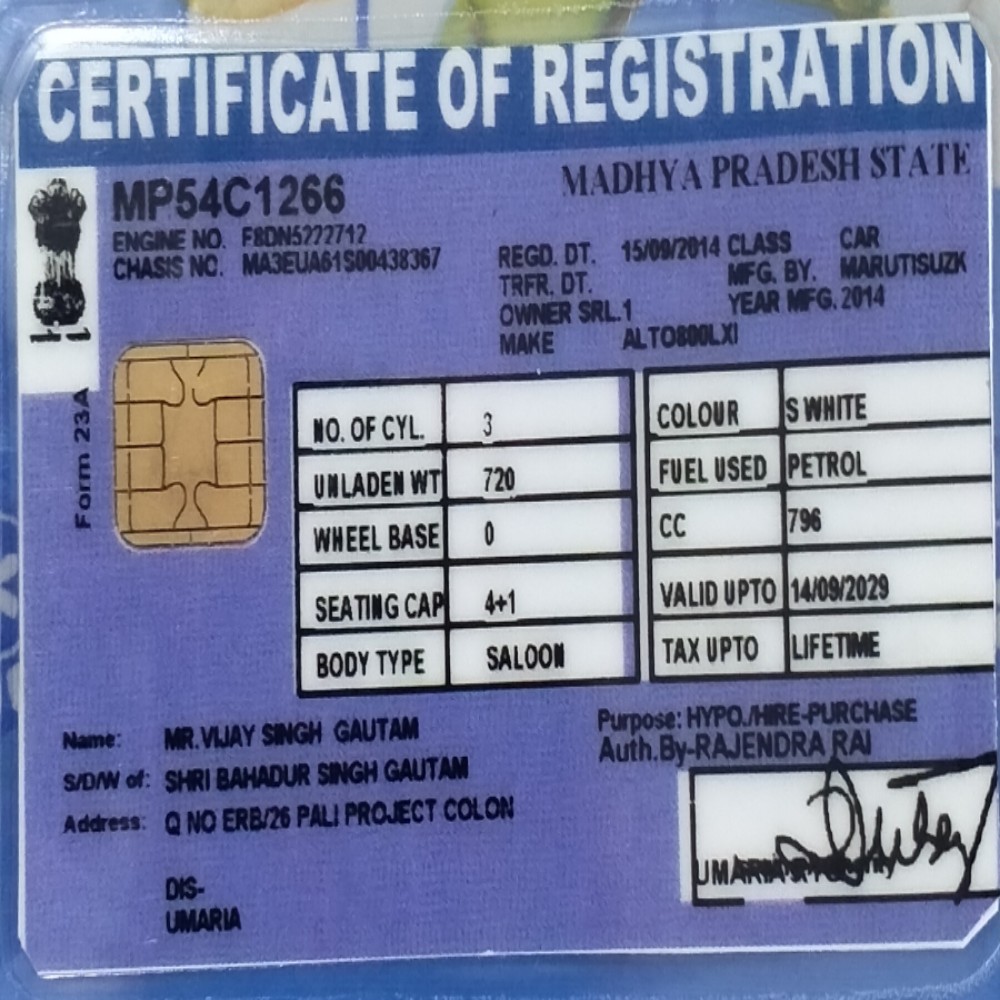 CERTIFICATE OF REGISTRATION
MADHYA PRADESH STATE
MP54C1266
ENGINE NO. F8DN5222712
CHASIS NO. MA3EUA61S00438367
REGD. DT. 15/09/2014 CLASS CAR
TRFR. DT. MFG. BY. MARUTISUZK
OWNER SRL.1 YEAR MFG. 2014
MAKE ALTO800LXI
Form 23A
NO. OF CYL. 3
UNLADEN WT 720
WHEEL BASE 0
SEATING CAP 4+1
BODY TYPE SALOON
COLOUR S WHITE
FUEL USED PETROL
CC 796
VALID UPTO 14/09/2029
TAX UPTO LIFETIME
Name: MR.VIJAY SINGH GAUTAM
S/D/W of: SHRI BAHADUR SINGH GAUTAM
Address: Q NO ERB/26 PALI PROJECT COLON
DIS-
UMARIA
Purpose: HYPO./HIRE-PURCHASE
Auth.By-RAJENDRA RAI
UMARIA